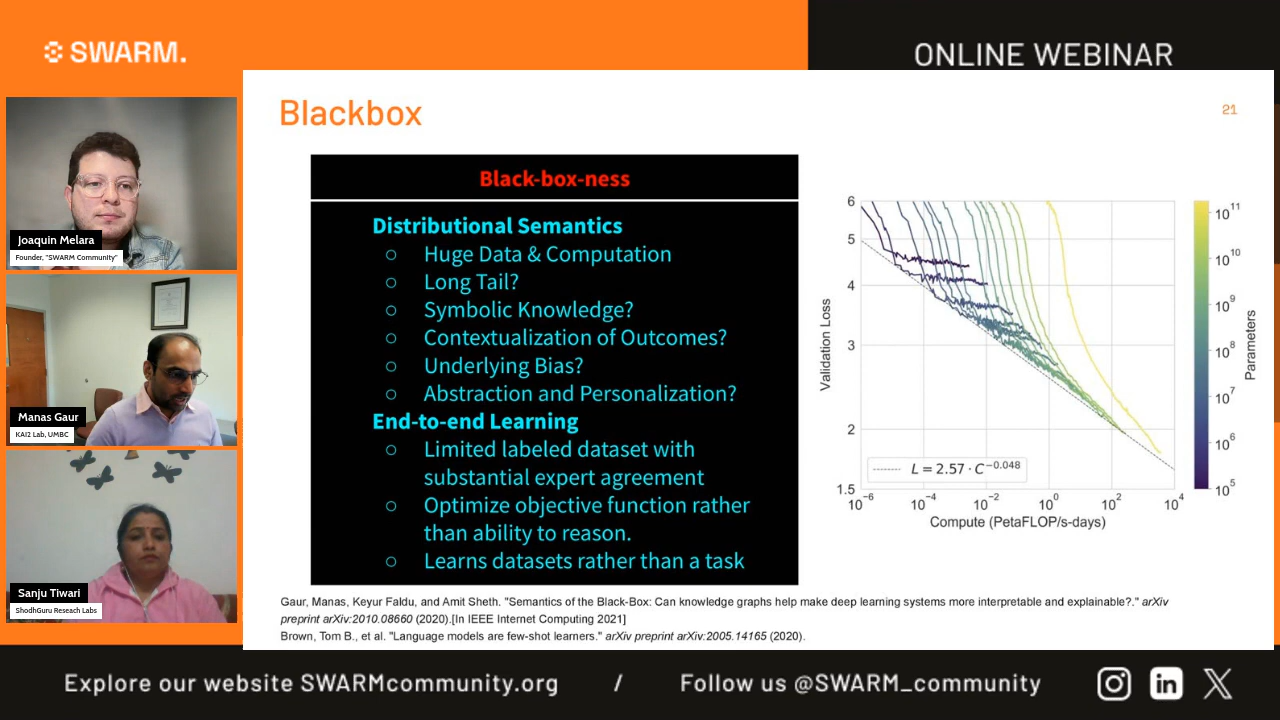 SWARM.
ONLINE WEBINAR
Joaquin Melara
Founder, "SWARM Community"
Manas Gaur
KAI2 Lab, UMBC
Sanju Tiwari
ShodhGuru Reseach Labs
Blackbox
21
Black-box-ness
Distributional Semantics
○ Huge Data & Computation
○ Long Tail?
○ Symbolic Knowledge?
○ Contextualization of Outcomes?
○ Underlying Bias?
○ Abstraction and Personalization?
End-to-end Learning
○ Limited labeled dataset with
substantial expert agreement
○ Optimize objective function rather
than ability to reason.
○ Learns datasets rather than a task
Validation Loss
6
5
4
3
2
1.5
L = 2.57 · C^-0.048
10^-6 10^-4 10^-2 10^0 10^2 10^4
Compute (PetaFLOP/s-days)
10^11
10^10
10^9
10^8
10^7
10^6
10^5
Parameters
Gaur, Manas, Keyur Faldu, and Amit Sheth. "Semantics of the Black-Box: Can knowledge graphs help make deep learning systems more interpretable and explainable?." arXiv
preprint arXiv:2010.08660 (2020).[In IEEE Internet Computing 2021]
Brown, Tom B., et al. "Language models are few-shot learners." arXiv preprint arXiv:2005.14165 (2020).
Explore our website SWARMcommunity.org / Follow us @SWARM_community
in X